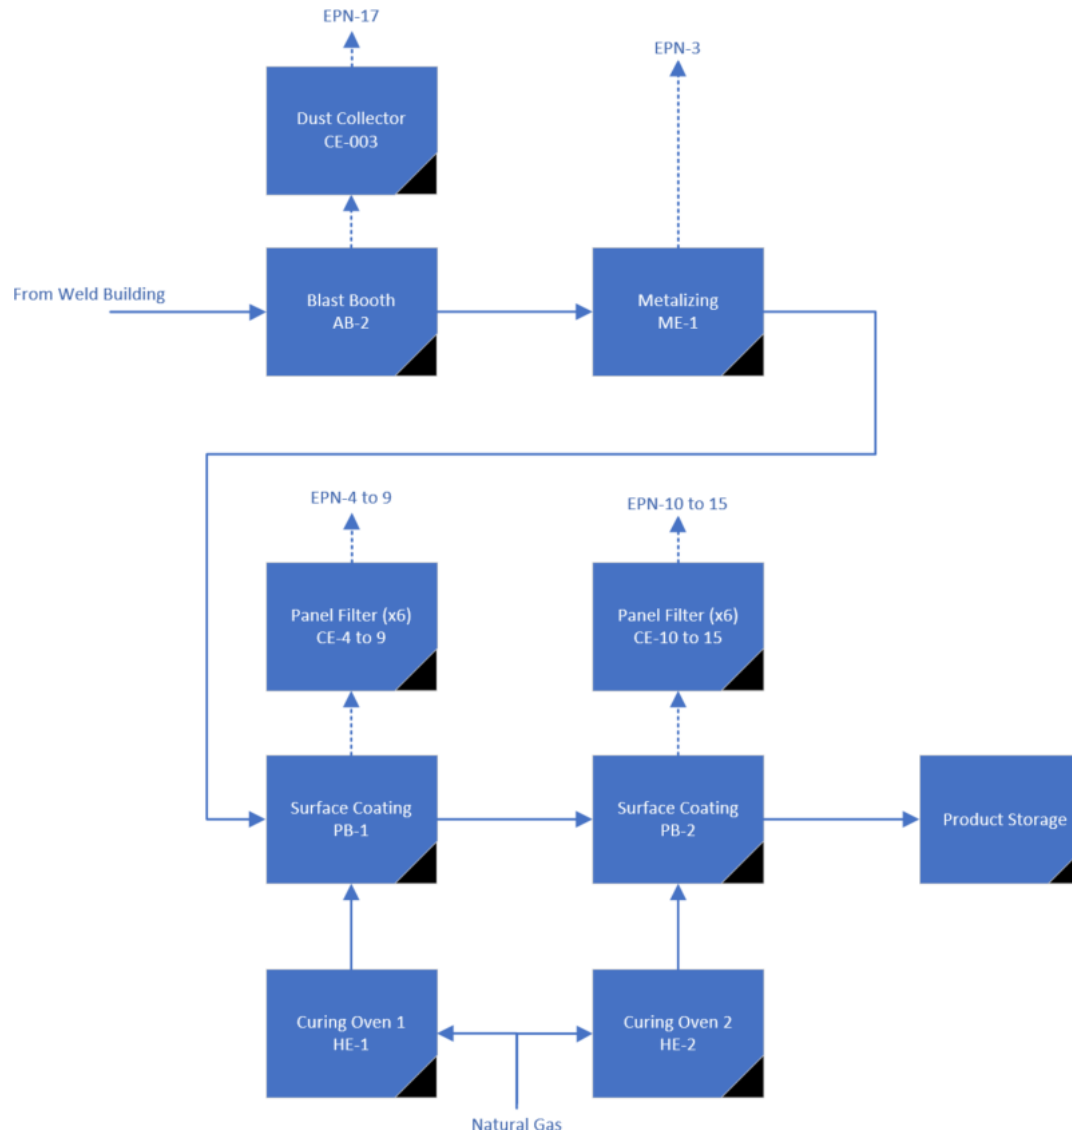 EPN-17
EPN-3
Dust Collector
CE-003
From Weld Building
Blast Booth
AB-2
Metalizing
ME-1
EPN-4 to 9
EPN-10 to 15
Panel Filter (x6)
CE-4 to 9
Panel Filter (x6)
CE-10 to 15
Surface Coating
PB-1
Surface Coating
PB-2
Product Storage
Curing Oven 1
HE-1
Curing Oven 2
HE-2
Natural Gas